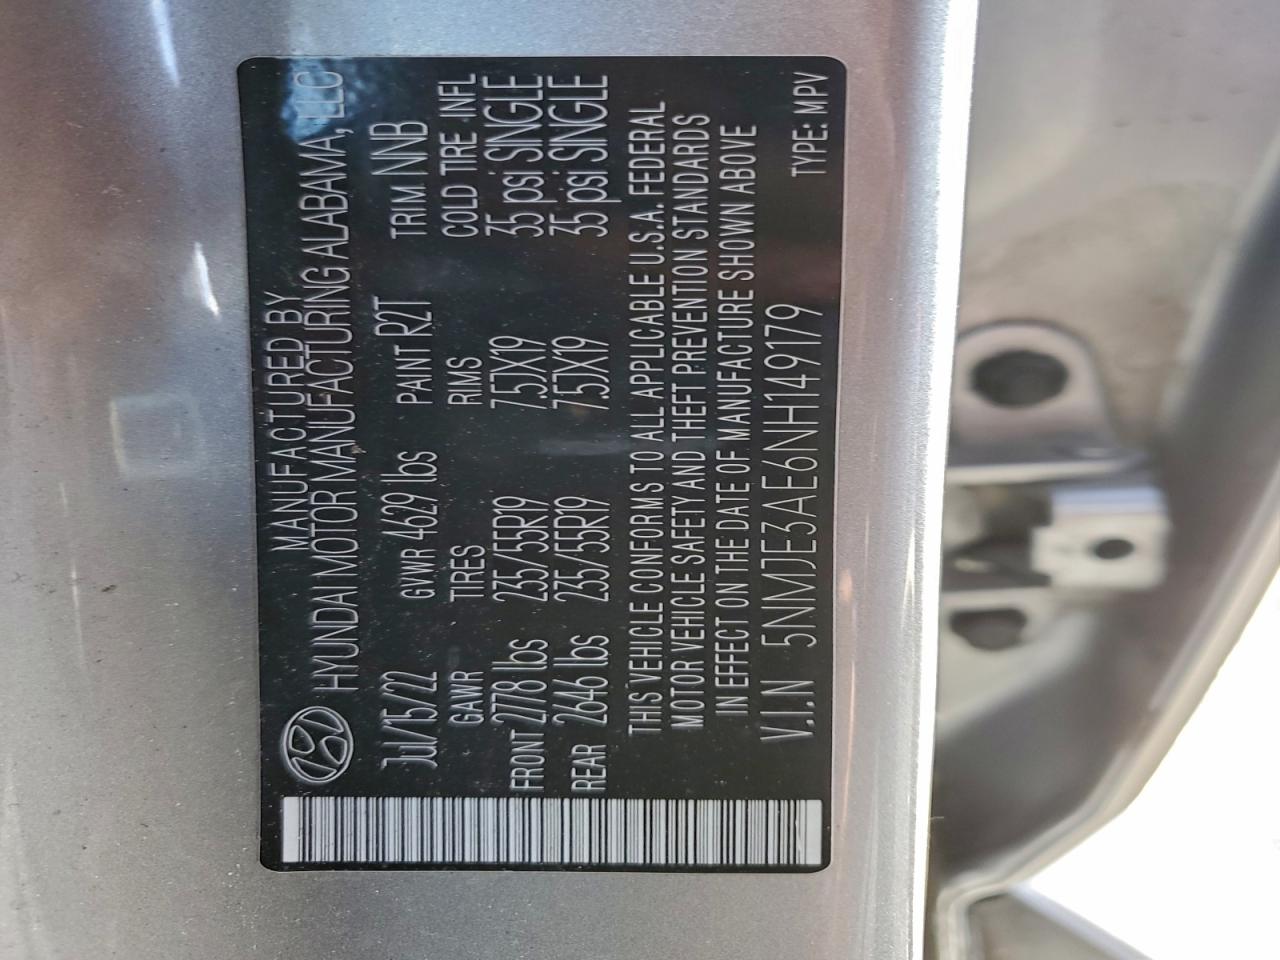 MANUFACTURED BY
HYUNDAI MOTOR MANUFACTURING ALABAMA, LLC
Jul/15/22 GVWR 4629 lbs PAINT R2T TRIM NNB
GAWR TIRES RIMS COLD TIRE INFL
FRONT 2778 lbs 235/55R19 7.5JX19 35 psi SINGLE
REAR 2646 lbs 235/55R19 7.5JX19 35 psi SINGLE
THIS VEHICLE CONFORMS TO ALL APPLICABLE U.S.A. FEDERAL
MOTOR VEHICLE SAFETY AND THEFT PREVENTION STANDARDS
IN EFFECT ON THE DATE OF MANUFACTURE SHOWN ABOVE
V.I.N 5NMJE3AE6NH149179
TYPE: MPV